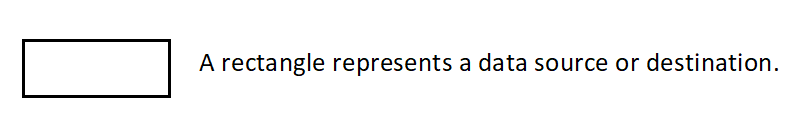 A rectangle represents a data source or destination.